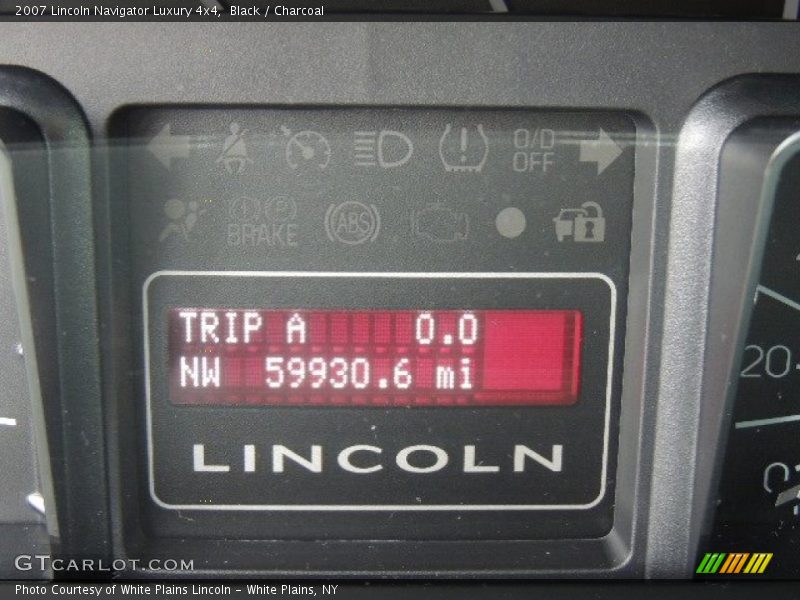 2007 Lincoln Navigator Luxury 4x4,  Black / Charcoal
O/D
OFF
BRAKE
ABS
TRIP A 0.0
NW 59930.6 mi
LINCOLN
20
0
GTCARLOT.COM
Photo Courtesy of White Plains Lincoln - White Plains, NY